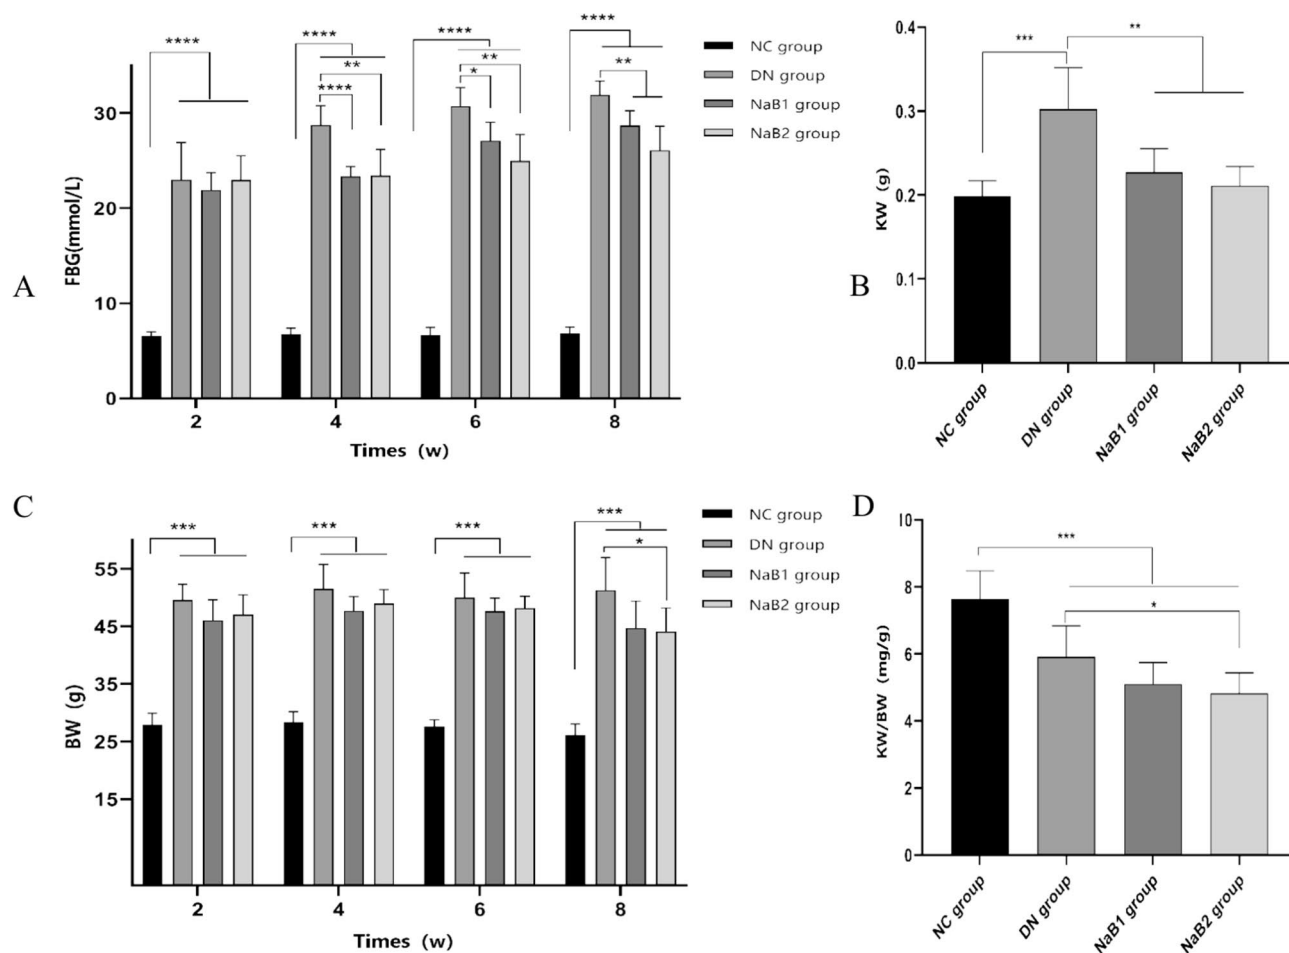 A
****
****
****
****
**
**
**
****
*
NC group
DN group
NaB1 group
NaB2 group
FBG(mmol/L)
30
20
10
0
2
4
6
8
Times (w)
B
***
**
KW (g)
0.4
0.3
0.2
0.1
0.0
NC group
DN group
NaB1 group
NaB2 group
C
***
***
***
***
*
NC group
DN group
NaB1 group
NaB2 group
BW (g)
55
45
35
25
15
2
4
6
8
Times (w)
D
***
*
KW/BW (mg/g)
10
8
6
4
2
0
NC group
DN group
NaB1 group
NaB2 group